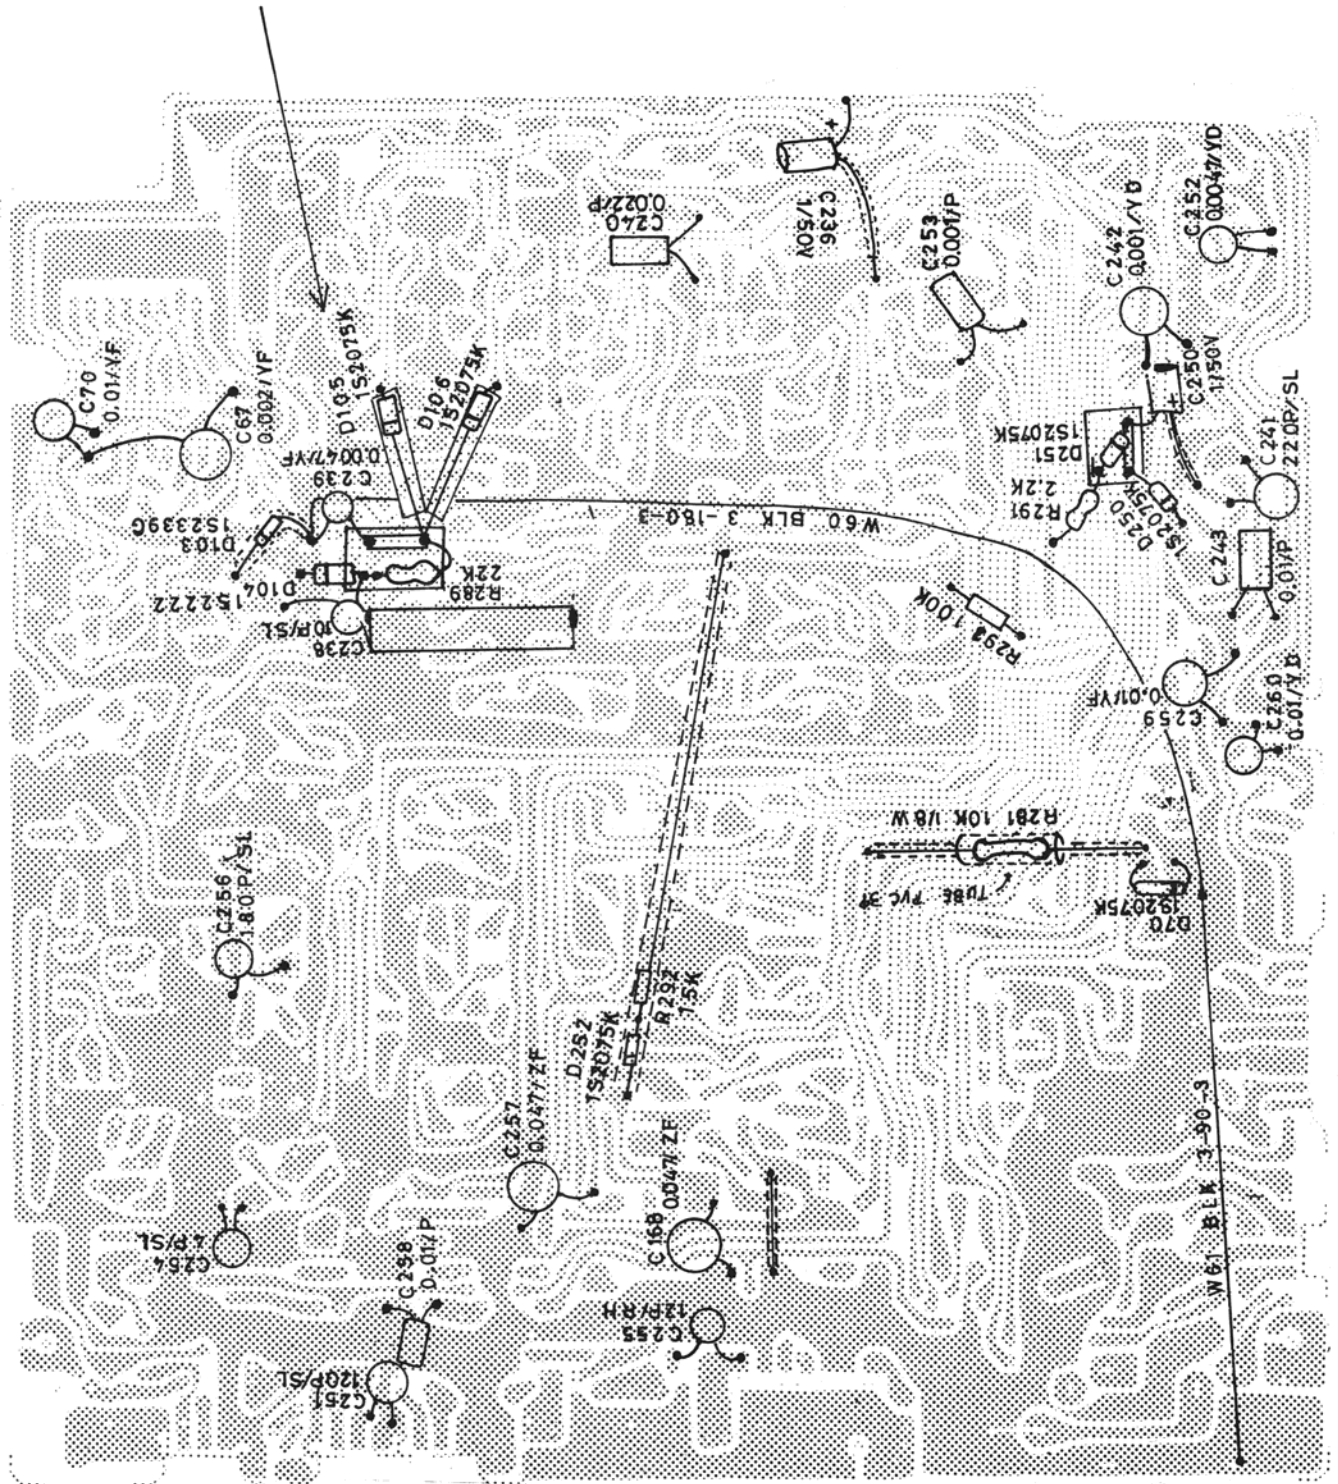 C252
0.0047/YD
C242
0.001/YD
C240
0.022/P
+
C236
1/50V
C253
0.001/P
C70
0.01/YF
C67
0.002/YF
D105
1S2075K
D106
1S2075K
0.0047/YF
C239
D103
1S2339G
D104
1S2222
R289
22K
C238
10P/SL
W60 BLK 3-180-3
C250
1/50V
+
D251
1S2075K
R291
2.2K
D250
1S2075K
C241
220P/SL
C243
0.01/P
R293 100K
C259
0.01/YF
C260
0.01/YD
R281 10K 1/8W
TUBE PVC 3φ
D70
1S2075K
C256
180P/SL
R292
1.5K
D252
1S2075K
C257
0.047/ZF
C168
0.047/ZF
W61 BLK 3-90-3
C254
4P/SL
C258
0.01/P
C255
12P/RH
C251
120P/SL